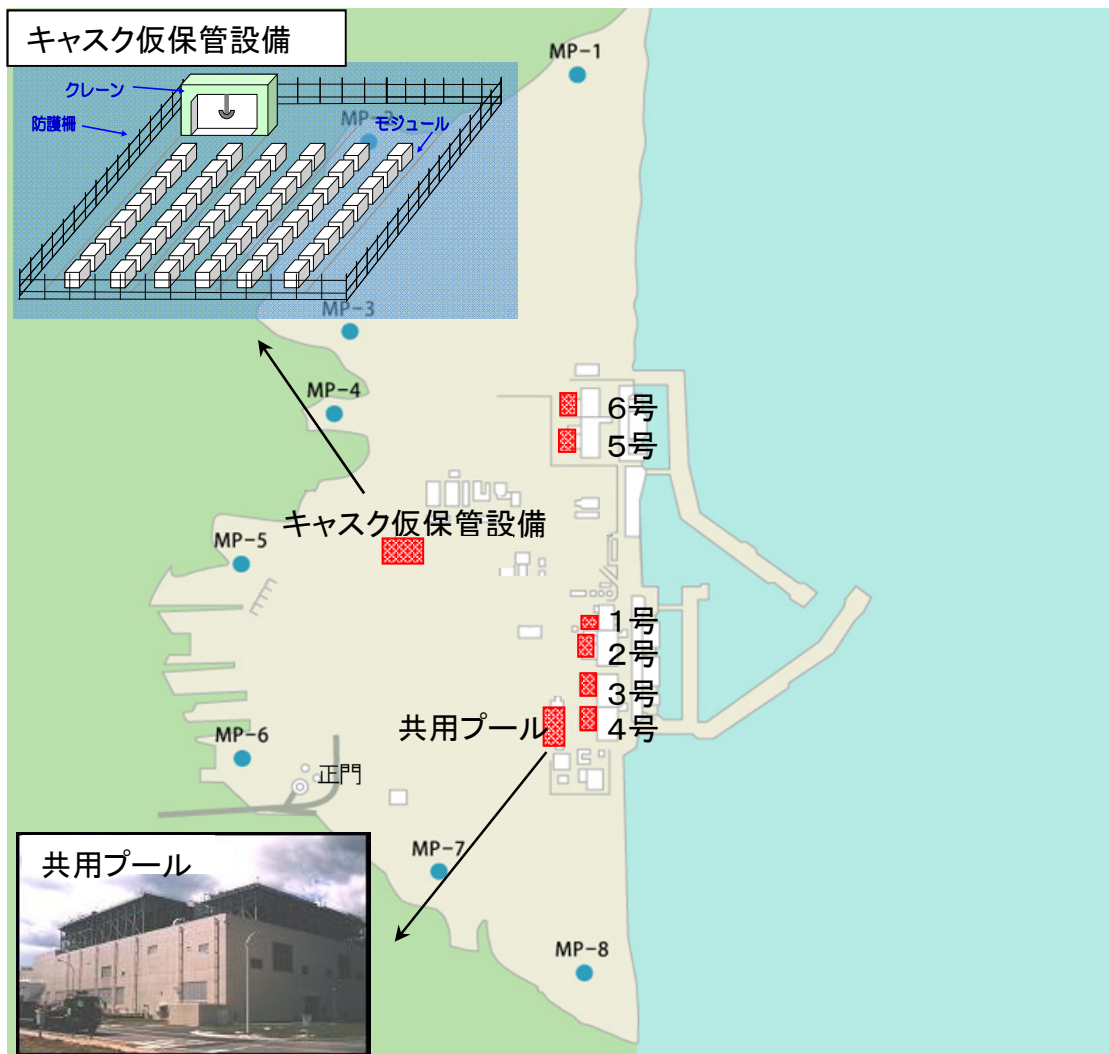 キャスク仮保管設備
クレーン
防護柵
モジュール
MP-1
MP-2
MP-3
MP-4
6号
5号
キャスク仮保管設備
MP-5
1号
2号
3号
共用プール
4号
MP-6
正門
MP-7
共用プール
MP-8